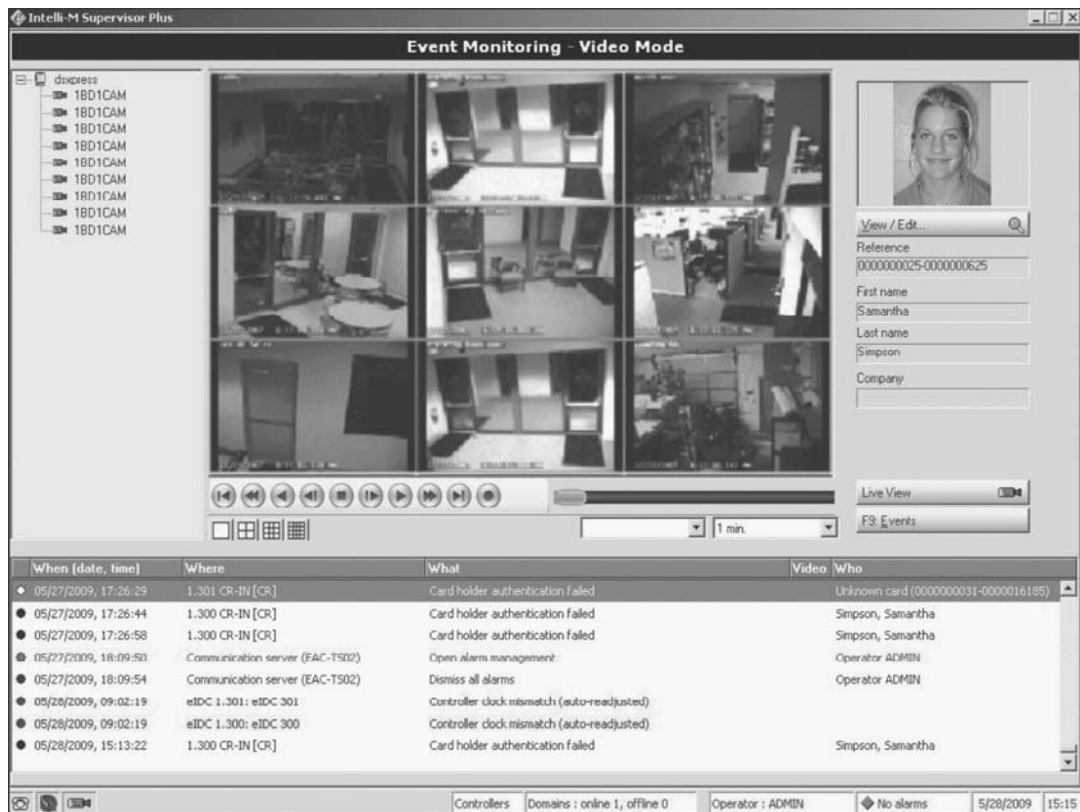 Intelli-M Supervisor Plus
Event Monitoring - Video Mode
dsxpress
1BD1CAM
1BD1CAM
1BD1CAM
1BD1CAM
1BD1CAM
1BD1CAM
1BD1CAM
1BD1CAM
1BD1CAM
View / Edit...
Reference
0000000025-0000000625
First name
Samantha
Last name
Simpson
Company
Live View
F9: Events
1 min.
When (date, time) Where What Video Who
05/27/2009, 17:26:29 1.301 CR-IN [CR] Card holder authentication failed Unknown card (0000000031-0000016185)
05/27/2009, 17:26:44 1.300 CR-IN [CR] Card holder authentication failed Simpson, Samantha
05/27/2009, 17:26:58 1.300 CR-IN [CR] Card holder authentication failed Simpson, Samantha
05/27/2009, 18:09:50 Communication server (EAC-TS02) Open alarm management Operator ADMIN
05/27/2009, 18:09:54 Communication server (EAC-TS02) Dismiss all alarms Operator ADMIN
05/28/2009, 09:02:19 eIDC 1.301: eIDC 301 Controller clock mismatch (auto-readjusted)
05/28/2009, 09:02:19 eIDC 1.300: eIDC 300 Controller clock mismatch (auto-readjusted)
05/28/2009, 15:13:22 1.300 CR-IN [CR] Card holder authentication failed Simpson, Samantha
Controllers Domains : online 1, offline 0 Operator : ADMIN No alarms 5/28/2009 15:15